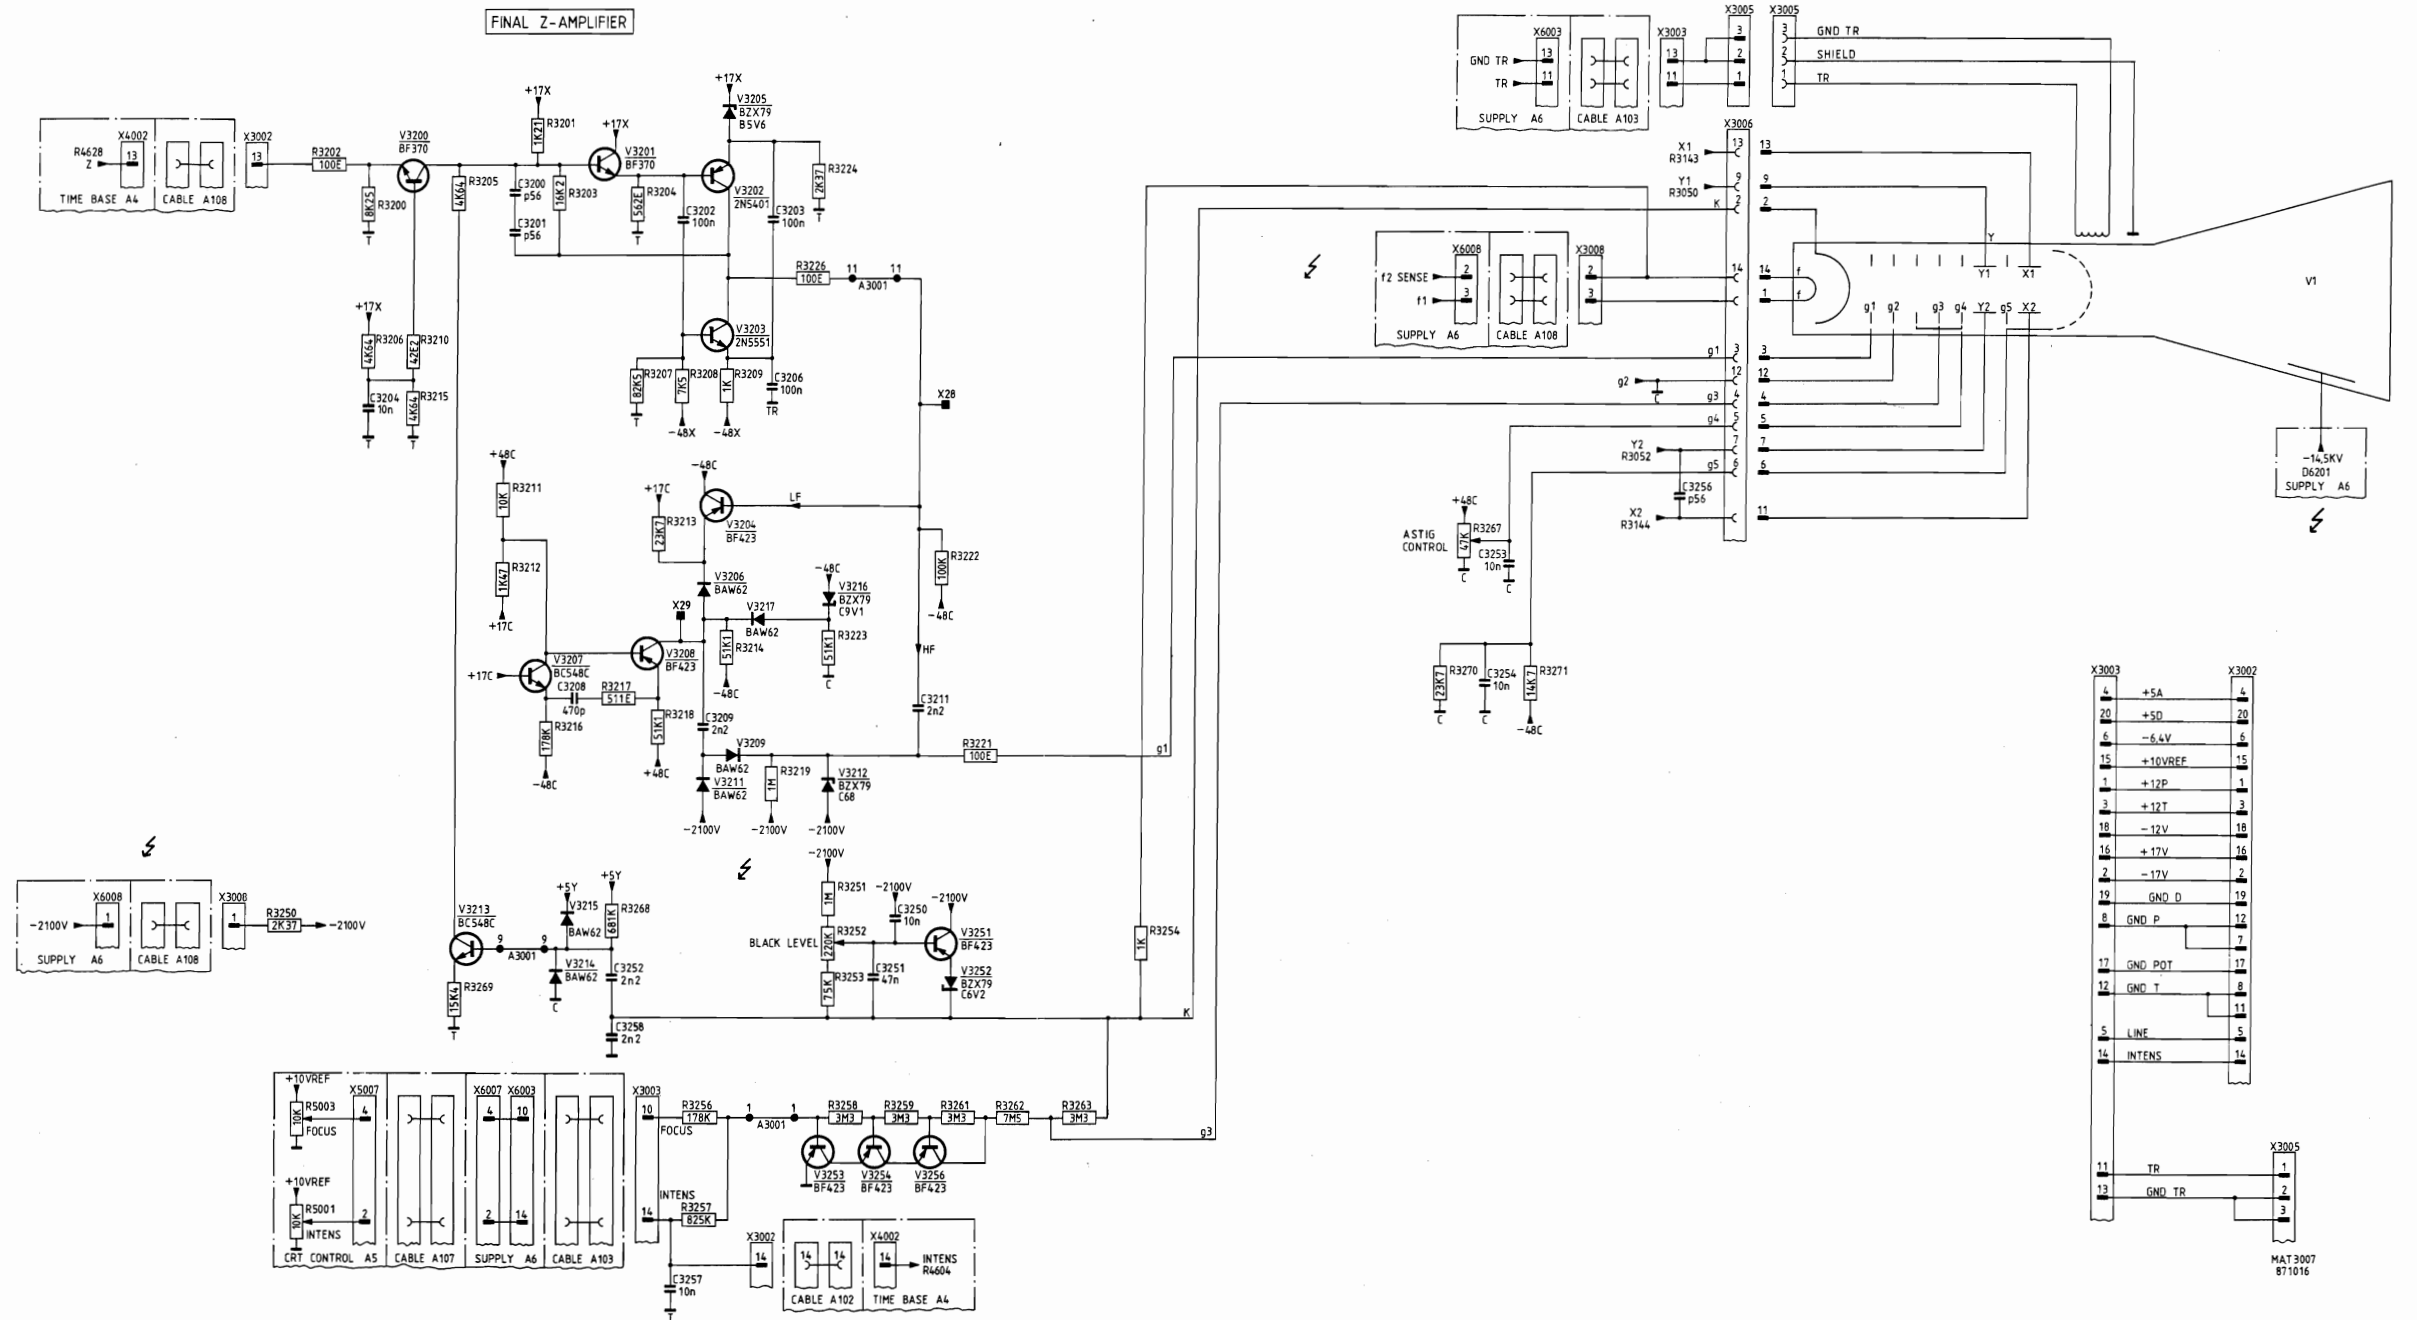 FINAL Z-AMPLIFIER
R4628
Z
X4002
13
TIME BASE A4
CABLE A108
X3002
13
R3202
100E
R3200
8K25
T
V3200
BF370
R3205
4K64
C3200
p56
C3201
p56
+17X
R3201
1K21
R3203
16K2
+17X
V3201
BF370
R3204
562E
T
C3202
100n
+17X
V3205
BZX79
B5V6
V3202
2N5401
C3203
100n
R3224
2K37
T
R3226
100E
11
A3001
11
+17X
R3206
4K64
R3210
42E2
C3204
10n
R3215
4K64
T
T
V3203
2N5551
R3207
82K5
R3208
7K5
R3209
1K
C3206
100n
T
-48X
-48X
TR
X28
+48C
R3211
10K
R3212
1K47
+17C
-48C
+17C
R3213
23K7
V3204
BF423
LF
R3222
100K
-48C
V3206
BAW62
X29
V3217
BAW62
-48C
V3216
BZX79
C9V1
R3223
51K1
C
R3214
51K1
-48C
HF
V3207
BC548C
+17C
V3208
BF423
C3208
470p
R3217
511E
R3216
178K
-48C
R3218
51K1
+48C
C3209
2n2
C3211
2n2
V3209
BAW62
V3211
BAW62
R3219
1M
V3212
BZX79
C68
-2100V
-2100V
-2100V
R3221
100E
g1
X6008
1
-2100V
SUPPLY A6
CABLE A108
X3008
1
R3250
2K37
-2100V
V3213
BC548C
R3269
15K4
T
9
A3001
9
+5Y
V3215
BAW62
V3214
BAW62
C
+5Y
R3268
681K
C3252
2n2
C3258
2n2
-2100V
R3251
1M
BLACK LEVEL
R3252
220K
R3253
75K
-2100V
C3250
10n
C3251
47n
-2100V
V3251
BF423
V3252
BZX79
C6V2
R3254
1K
K
+10VREF
R5003
10K
FOCUS
X5007
4
+10VREF
R5001
10K
INTENS
2
CRT CONTROL A5
CABLE A107
X6007 X6003
4 10
2 14
SUPPLY A6
CABLE A103
X3003
10
FOCUS
R3256
178K
1
A3001
1
INTENS
14
R3257
825K
C3257
10n
T
R3258
3M3
R3259
3M3
R3261
3M3
R3262
7M5
R3263
3M3
V3253
BF423
V3254
BF423
V3256
BF423
g3
X3002
14
14 14
CABLE A102
X4002
14
INTENS
R4604
TIME BASE A4
GND TR
TR
X6003
13
11
SUPPLY A6
CABLE A103
X3003
13
11
X3005
3
2
1
X3005
3
2
1
GND TR
SHIELD
TR
X3006
X1
R3143
13
13
Y1
R3050
9
9
K
2
2
f2 SENSE
f1
X6008
2
3
SUPPLY A6
CABLE A108
X3008
2
3
14
14
f
1
f
g1
3
3
g2
C
12
12
g3
4
4
g4
5
5
Y2
R3052
7
7
g5
6
6
C3256
p56
X2
R3144
11
Y
Y1
X1
g1
g2
g3
g4
Y2
g5
X2
V1
-14,5KV
D6201
SUPPLY A6
ASTIG
CONTROL
+48C
R3267
47K
C
C3253
10n
C
R3270
23K7
C
C3254
10n
C
R3271
14K7
-48C
X3003
X3002
4 +5A 4
20 +5D 20
6 -6,4V 6
15 +10VREF 15
1 +12P 1
3 +12T 3
18 -12V 18
16 +17V 16
2 -17V 2
19 GND D 19
8 GND P 12
7
17 GND POT 17
12 GND T 8
11
5 LINE 5
14 INTENS 14
X3005
11 TR 1
13 GND TR 2
3
MAT3007
871016